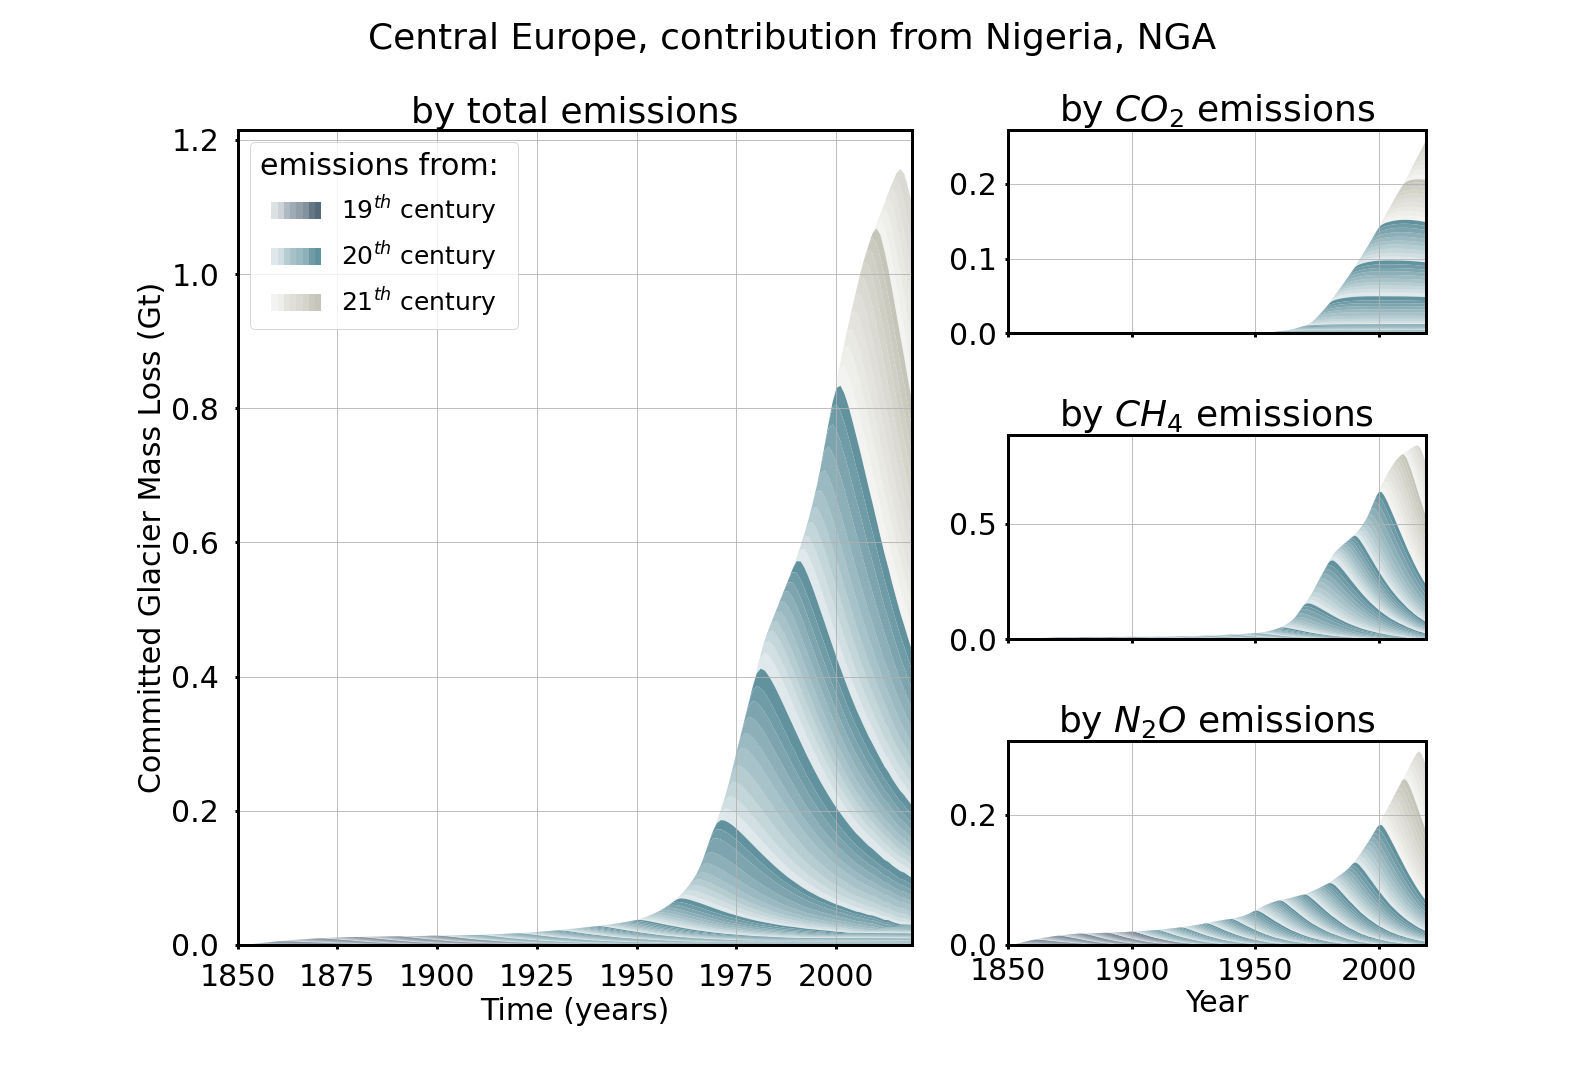 Central Europe, contribution from Nigeria, NGA
by total emissions
Committed Glacier Mass Loss (Gt)
1.2
1.0
0.8
0.6
0.4
0.2
0.0
emissions from:
19th century
20th century
21th century
1850 1875 1900 1925 1950 1975 2000
Time (years)
by CO2 emissions
0.2
0.1
0.0
by CH4 emissions
0.5
0.0
by N2O emissions
0.2
0.0
1850 1900 1950 2000
Year